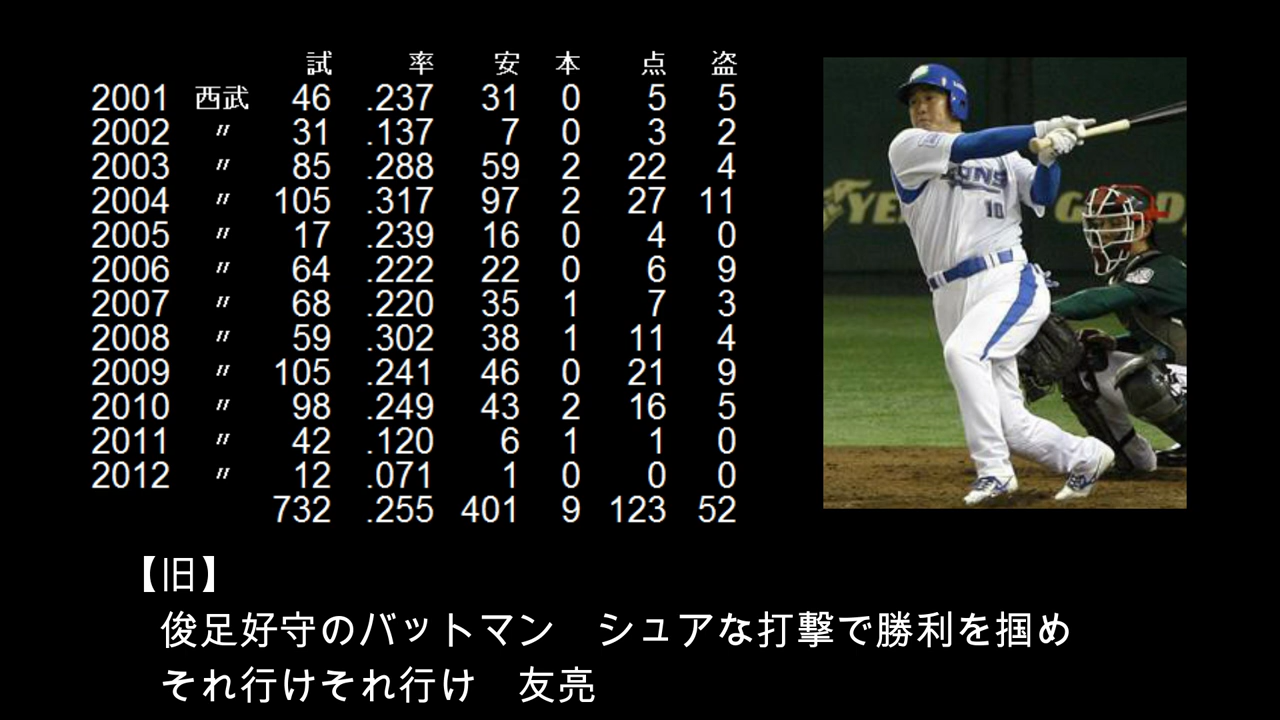 試 率 安 本 点 盗
2001 西武 46 .237 31 0 5 5
2002 〃 31 .137 7 0 3 2
2003 〃 85 .288 59 2 22 4
2004 〃 105 .317 97 2 27 11
2005 〃 17 .239 16 0 4 0
2006 〃 64 .222 22 0 6 9
2007 〃 68 .220 35 1 7 3
2008 〃 59 .302 38 1 11 4
2009 〃 105 .241 46 0 21 9
2010 〃 98 .249 43 2 16 5
2011 〃 42 .120 6 1 1 0
2012 〃 12 .071 1 0 0 0
732 .255 401 9 123 52
10
【旧】
俊足好守のバットマン シュアな打撃で勝利を掴め
それ行けそれ行け 友亮